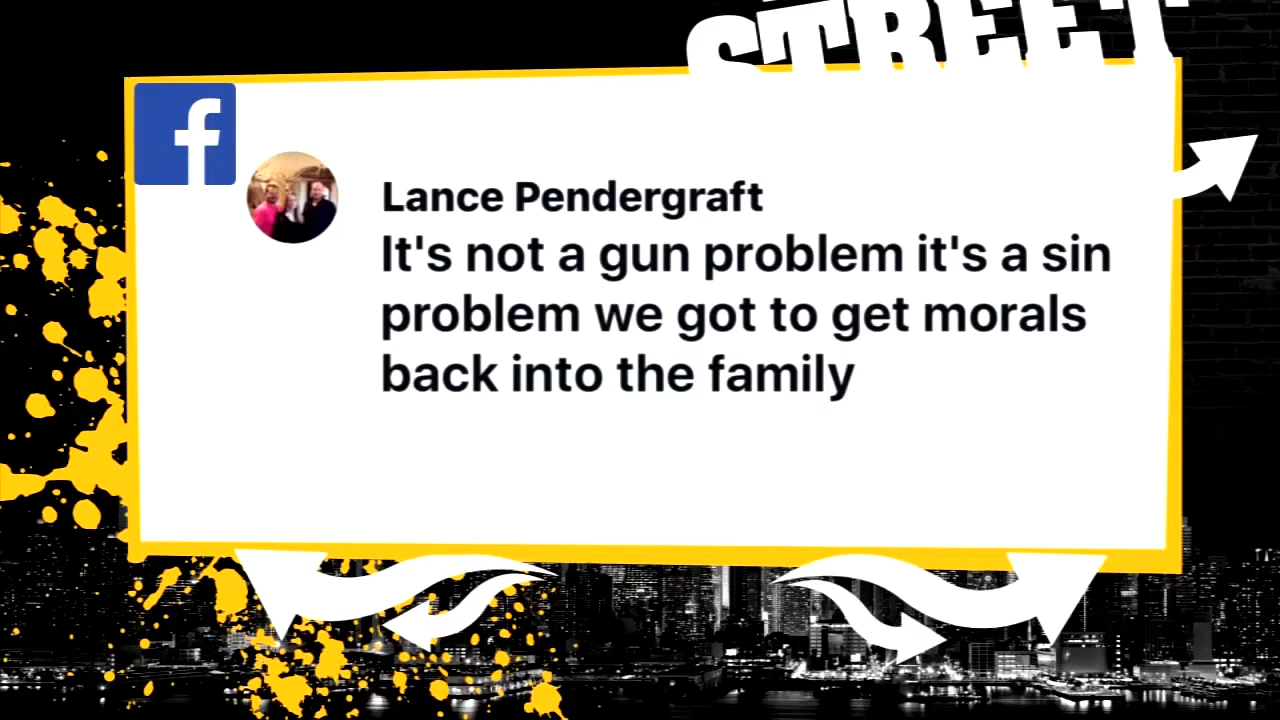 STREET
f
Lance Pendergraft
It's not a gun problem it's a sin
problem we got to get morals
back into the family